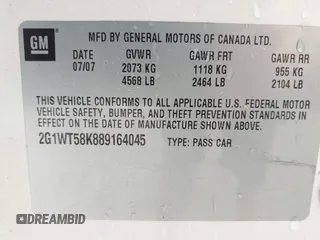 GM
MFD BY GENERAL MOTORS OF CANADA LTD.
DATE GVWR GAWR FRT GAWR RR
07/07 2073 KG 1118 KG 955 KG
4568 LB 2464 LB 2104 LB
THIS VEHICLE CONFORMS TO ALL APPLICABLE U.S. FEDERAL MOTOR
VEHICLE SAFETY, BUMPER, AND THEFT PREVENTION STANDARDS IN
EFFECT ON THE DATE OF MANUFACTURE SHOWN ABOVE.
2G1WT58K889164045 TYPE: PASS CAR